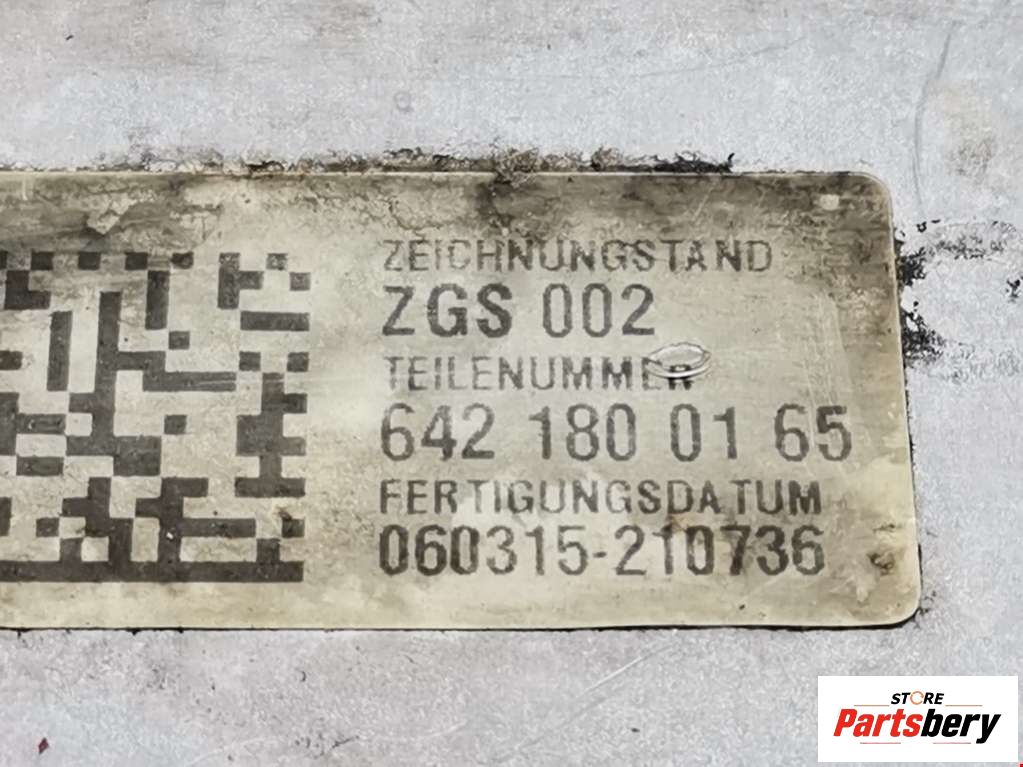 ZEICHNUNGSTAND
ZGS 002
TEILENUMMER
642 180 01 65
FERTIGUNGSDATUM
060315-210736
STORE
Partsbery